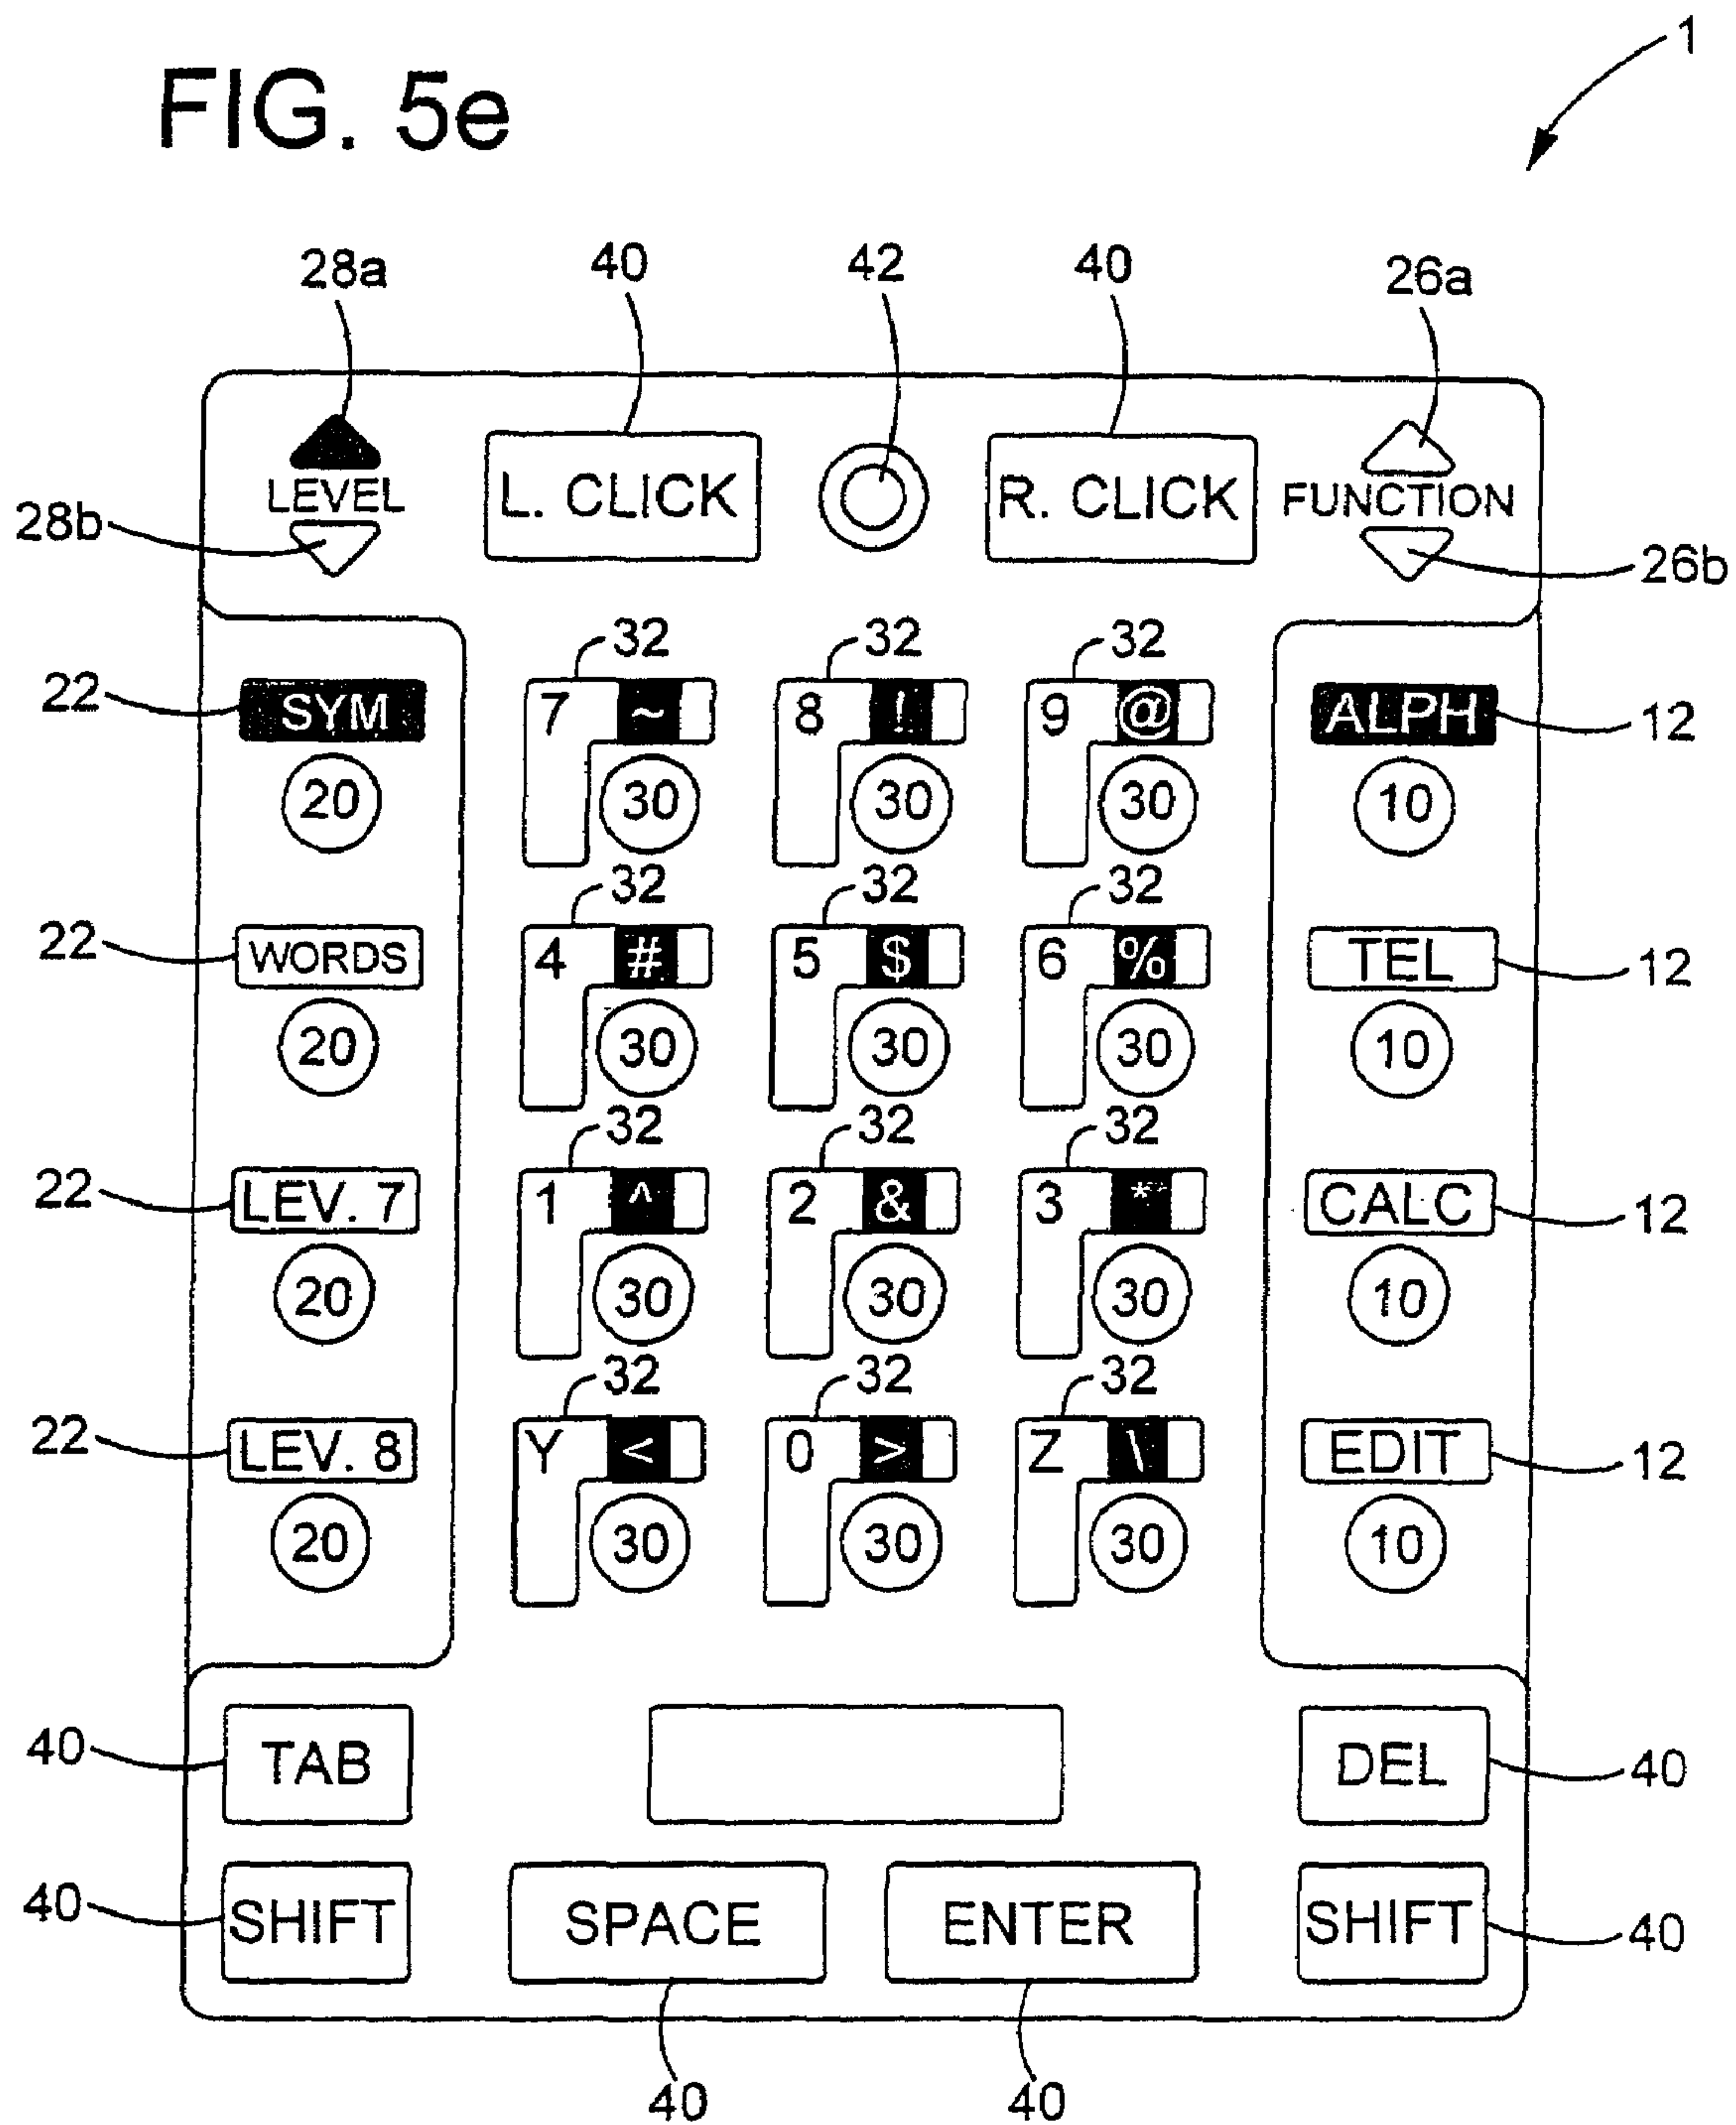 1
FIG. 5e
28a 40 42 40 26a
LEVEL L. CLICK R. CLICK FUNCTION
28b 26b
32 32 32
22 SYM 7 ~ 8 ! 9 @ ALPH 12
20 30 30 30 10
32 32 32
22 WORDS 4 # 5 $ 6 % TEL 12
20 30 30 30 10
32 32 32
22 LEV. 7 1 ^ 2 & 3 * CALC 12
20 30 30 30 10
32 32 32
22 LEV. 8 Y < 0 > Z \ EDIT 12
20 30 30 30 10
40 TAB DEL 40
40 SHIFT SPACE ENTER SHIFT 40
40 40